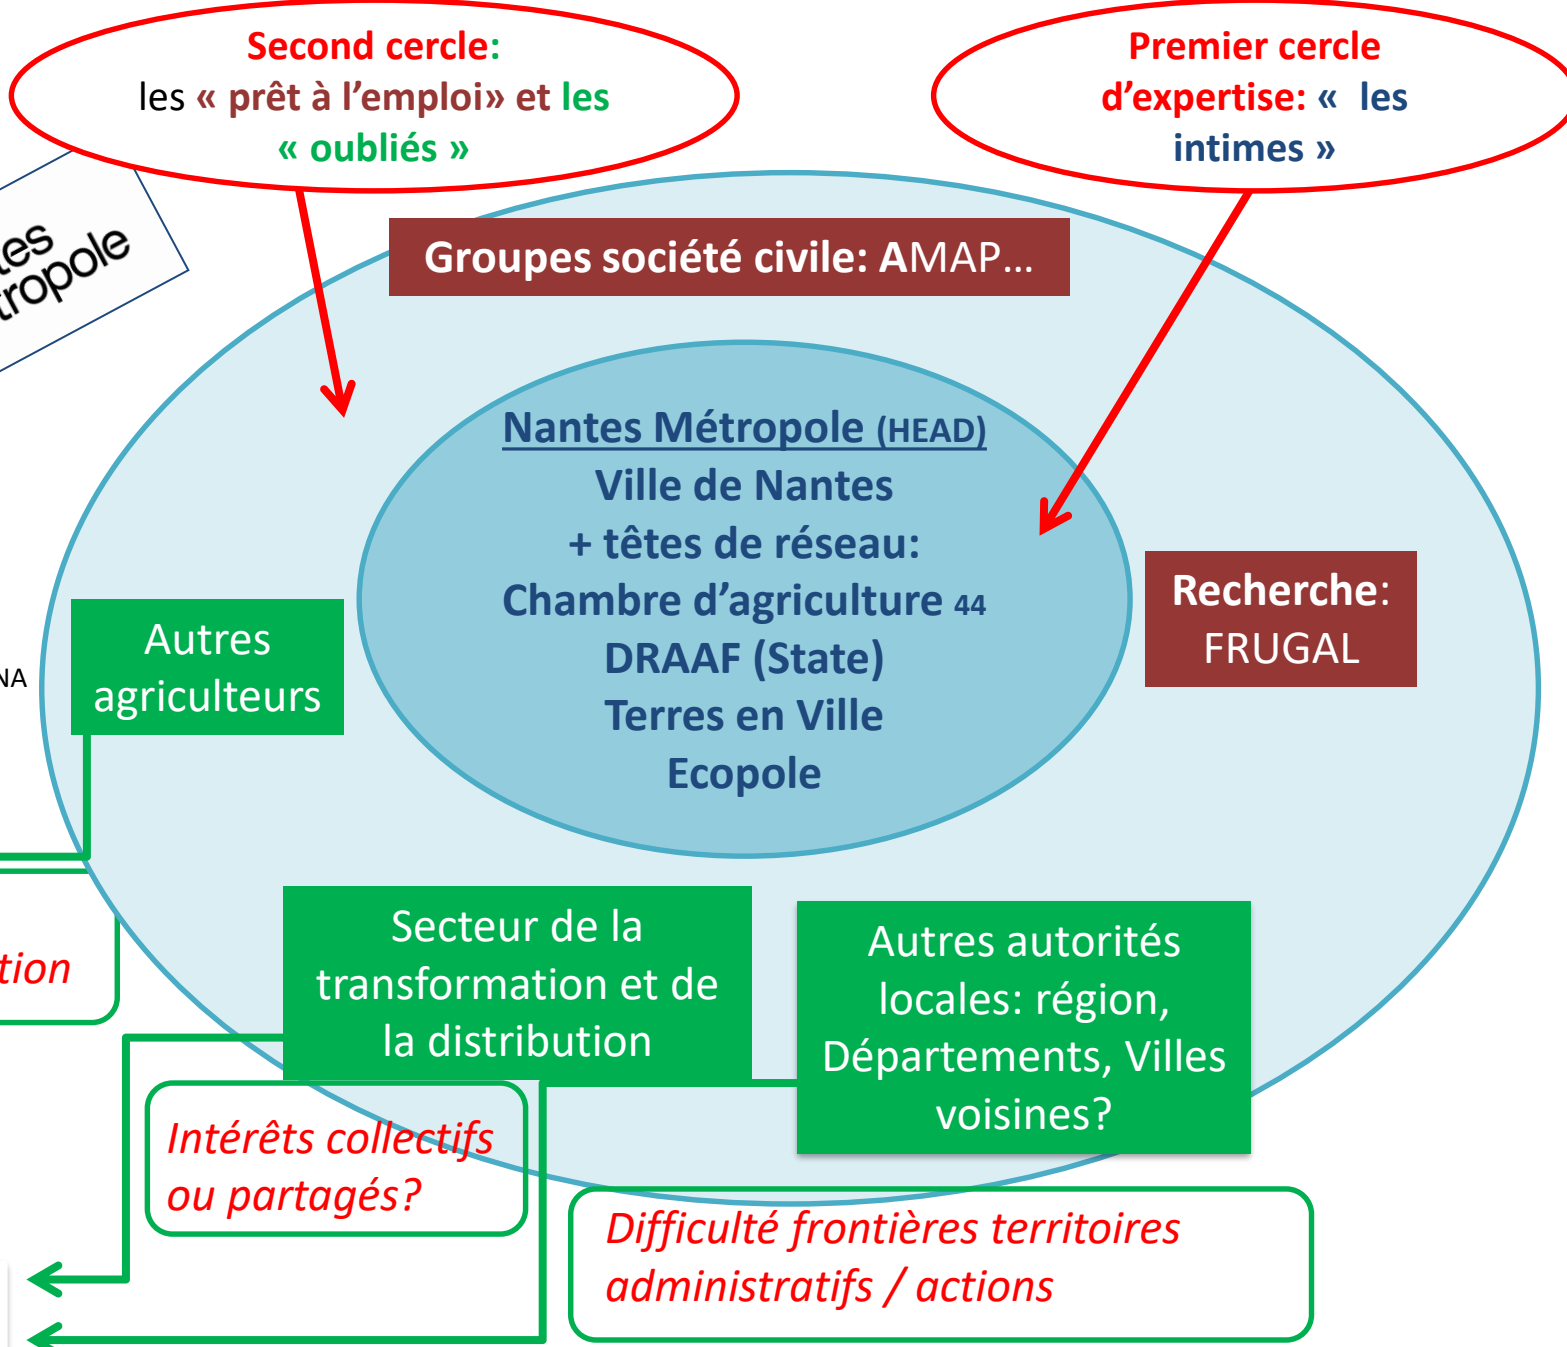 Second cercle:
les « prêt à l’emploi» et les
« oubliés »
Premier cercle
d’expertise: « les
intimes »
tes
tropole
Groupes société civile: AMAP…
Nantes Métropole (HEAD)
Ville de Nantes
+ têtes de réseau:
Chambre d’agriculture 44
DRAAF (State)
Terres en Ville
Ecopole
Recherche:
FRUGAL
Autres
agriculteurs
NA
tion
Secteur de la
transformation et de
la distribution
Autres autorités
locales: région,
Départements, Villes
voisines?
Intérêts collectifs
ou partagés?
Difficulté frontières territoires
administratifs / actions